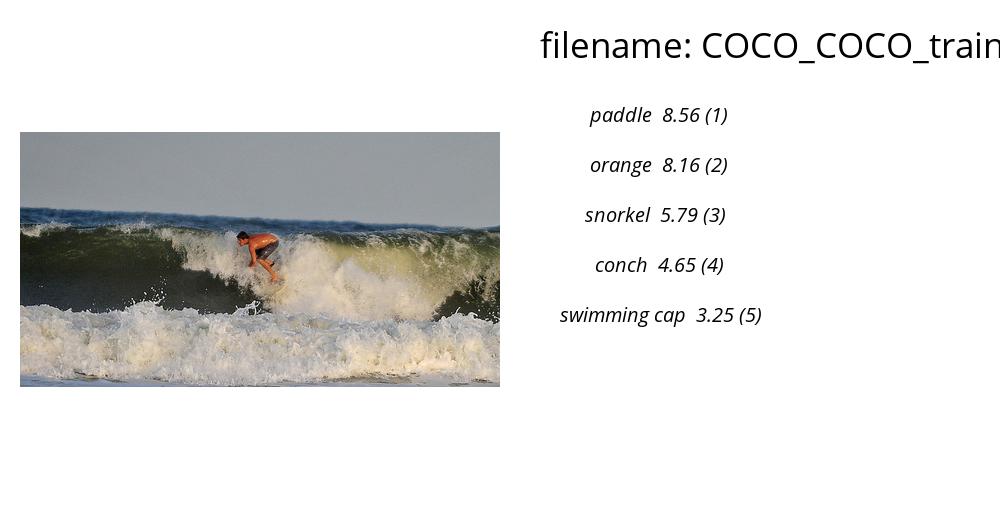 filename: COCO_COCO_train
paddle 8.56 (1)
orange 8.16 (2)
snorkel 5.79 (3)
conch 4.65 (4)
swimming cap 3.25 (5)